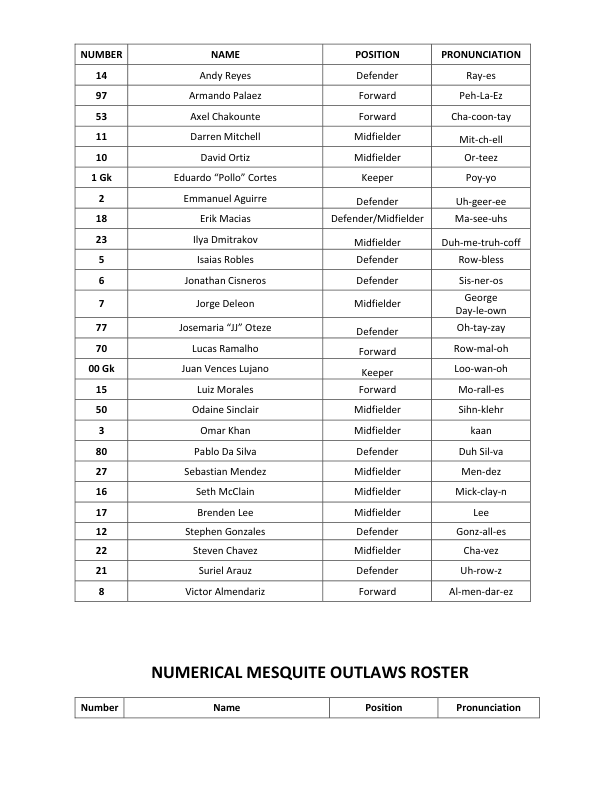 NUMBER NAME POSITION PRONUNCIATION
14 Andy Reyes Defender Ray-es
97 Armando Palaez Forward Peh-La-Ez
53 Axel Chakounte Forward Cha-coon-tay
11 Darren Mitchell Midfielder Mit-ch-ell
10 David Ortiz Midfielder Or-teez
1 Gk Eduardo “Pollo” Cortes Keeper Poy-yo
2 Emmanuel Aguirre Defender Uh-geer-ee
18 Erik Macias Defender/Midfielder Ma-see-uhs
23 Ilya Dmitrakov Midfielder Duh-me-truh-coff
5 Isaias Robles Defender Row-bless
6 Jonathan Cisneros Defender Sis-ner-os
7 Jorge Deleon Midfielder George
Day-le-own
77 Josemaria “JJ” Oteze Defender Oh-tay-zay
70 Lucas Ramalho Forward Row-mal-oh
00 Gk Juan Vences Lujano Keeper Loo-wan-oh
15 Luiz Morales Forward Mo-rall-es
50 Odaine Sinclair Midfielder Sihn-klehr
3 Omar Khan Midfielder kaan
80 Pablo Da Silva Defender Duh Sil-va
27 Sebastian Mendez Midfielder Men-dez
16 Seth McClain Midfielder Mick-clay-n
17 Brenden Lee Midfielder Lee
12 Stephen Gonzales Defender Gonz-all-es
22 Steven Chavez Midfielder Cha-vez
21 Suriel Arauz Defender Uh-row-z
8 Victor Almendariz Forward Al-men-dar-ez
NUMERICAL MESQUITE OUTLAWS ROSTER
Number Name Position Pronunciation